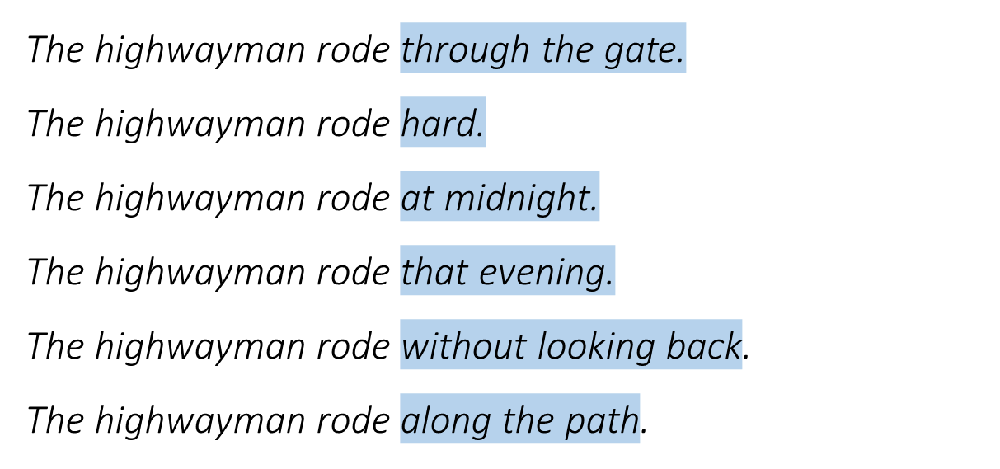 The highwayman rode through the gate.
The highwayman rode hard.
The highwayman rode at midnight.
The highwayman rode that evening.
The highwayman rode without looking back.
The highwayman rode along the path.